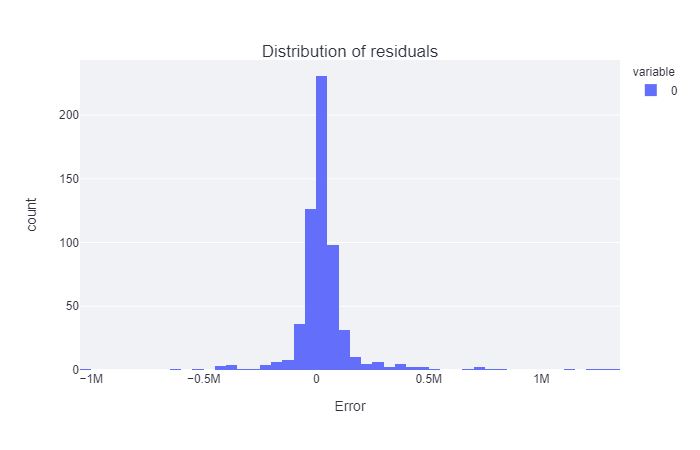 Distribution of residuals
variable
0
200
150
100
50
0
count
−1M
−0.5M
0
0.5M
1M
Error